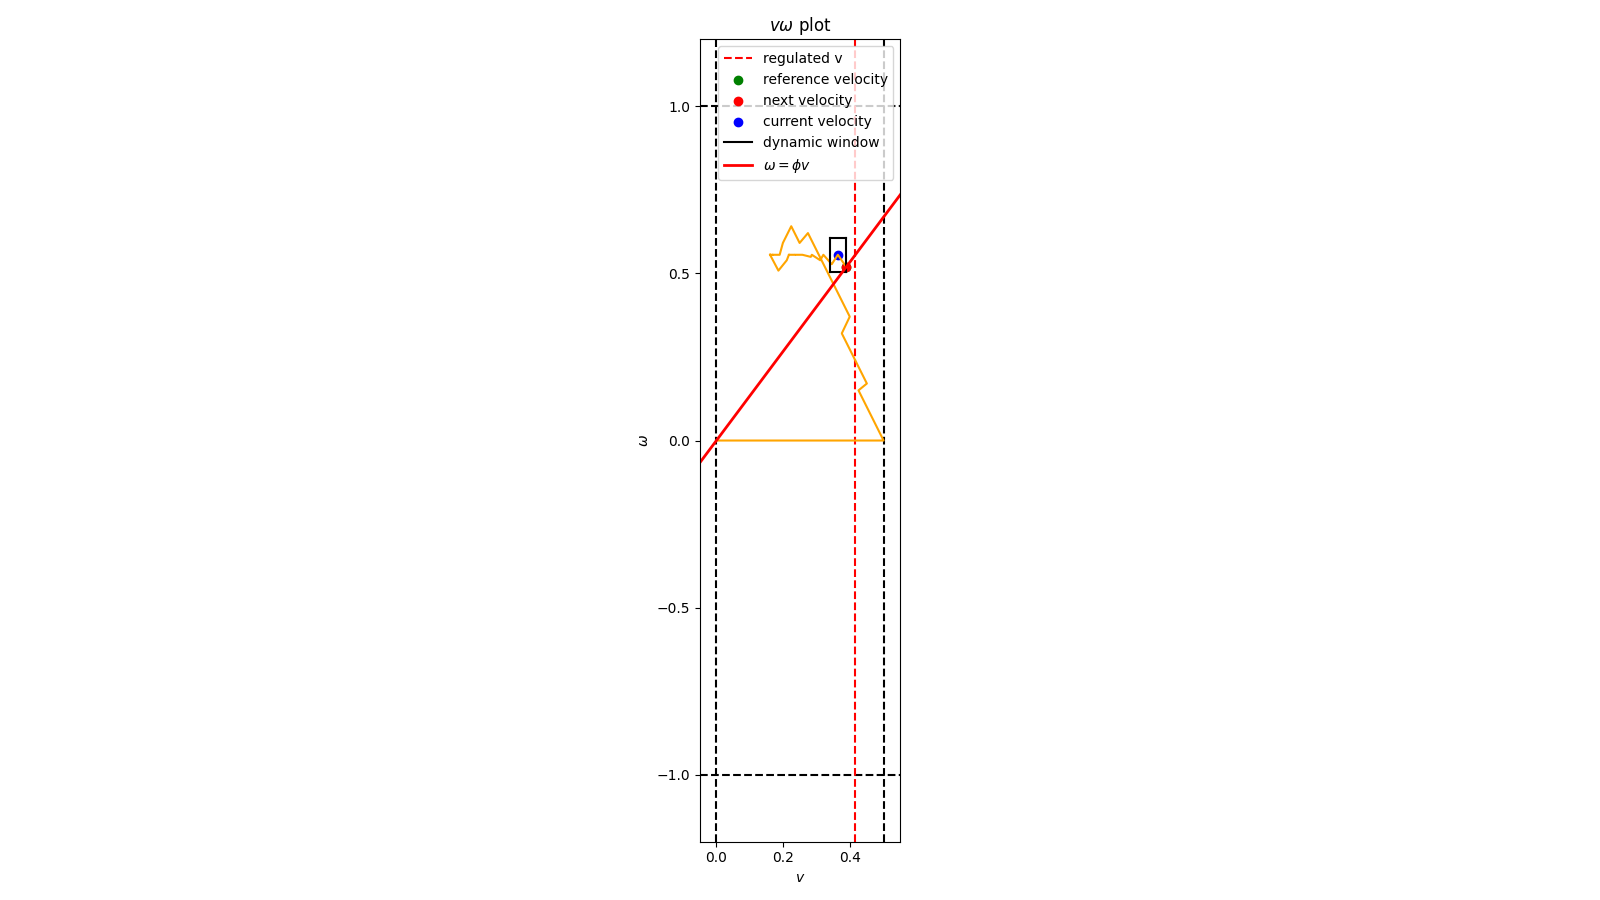 vω plot
regulated v
reference velocity
next velocity
current velocity
dynamic window
ω = ϕv
1.0
0.5
0.0
−0.5
−1.0
ω
0.0 0.2 0.4
v